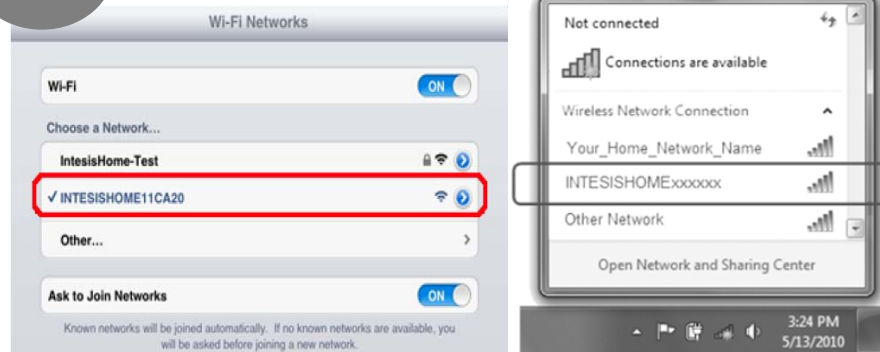 Wi-Fi Networks
Wi-Fi
ON
Choose a Network...
IntesisHome-Test
✓ INTESISHOME11CA20
Other...
Ask to Join Networks
ON
Known networks will be joined automatically. If no known networks are available, you
will be asked before joining a new network.
Not connected
Connections are available
Wireless Network Connection
Your_Home_Network_Name
INTESISHOMExxxxxx
Other Network
Open Network and Sharing Center
3:24 PM
5/13/2010